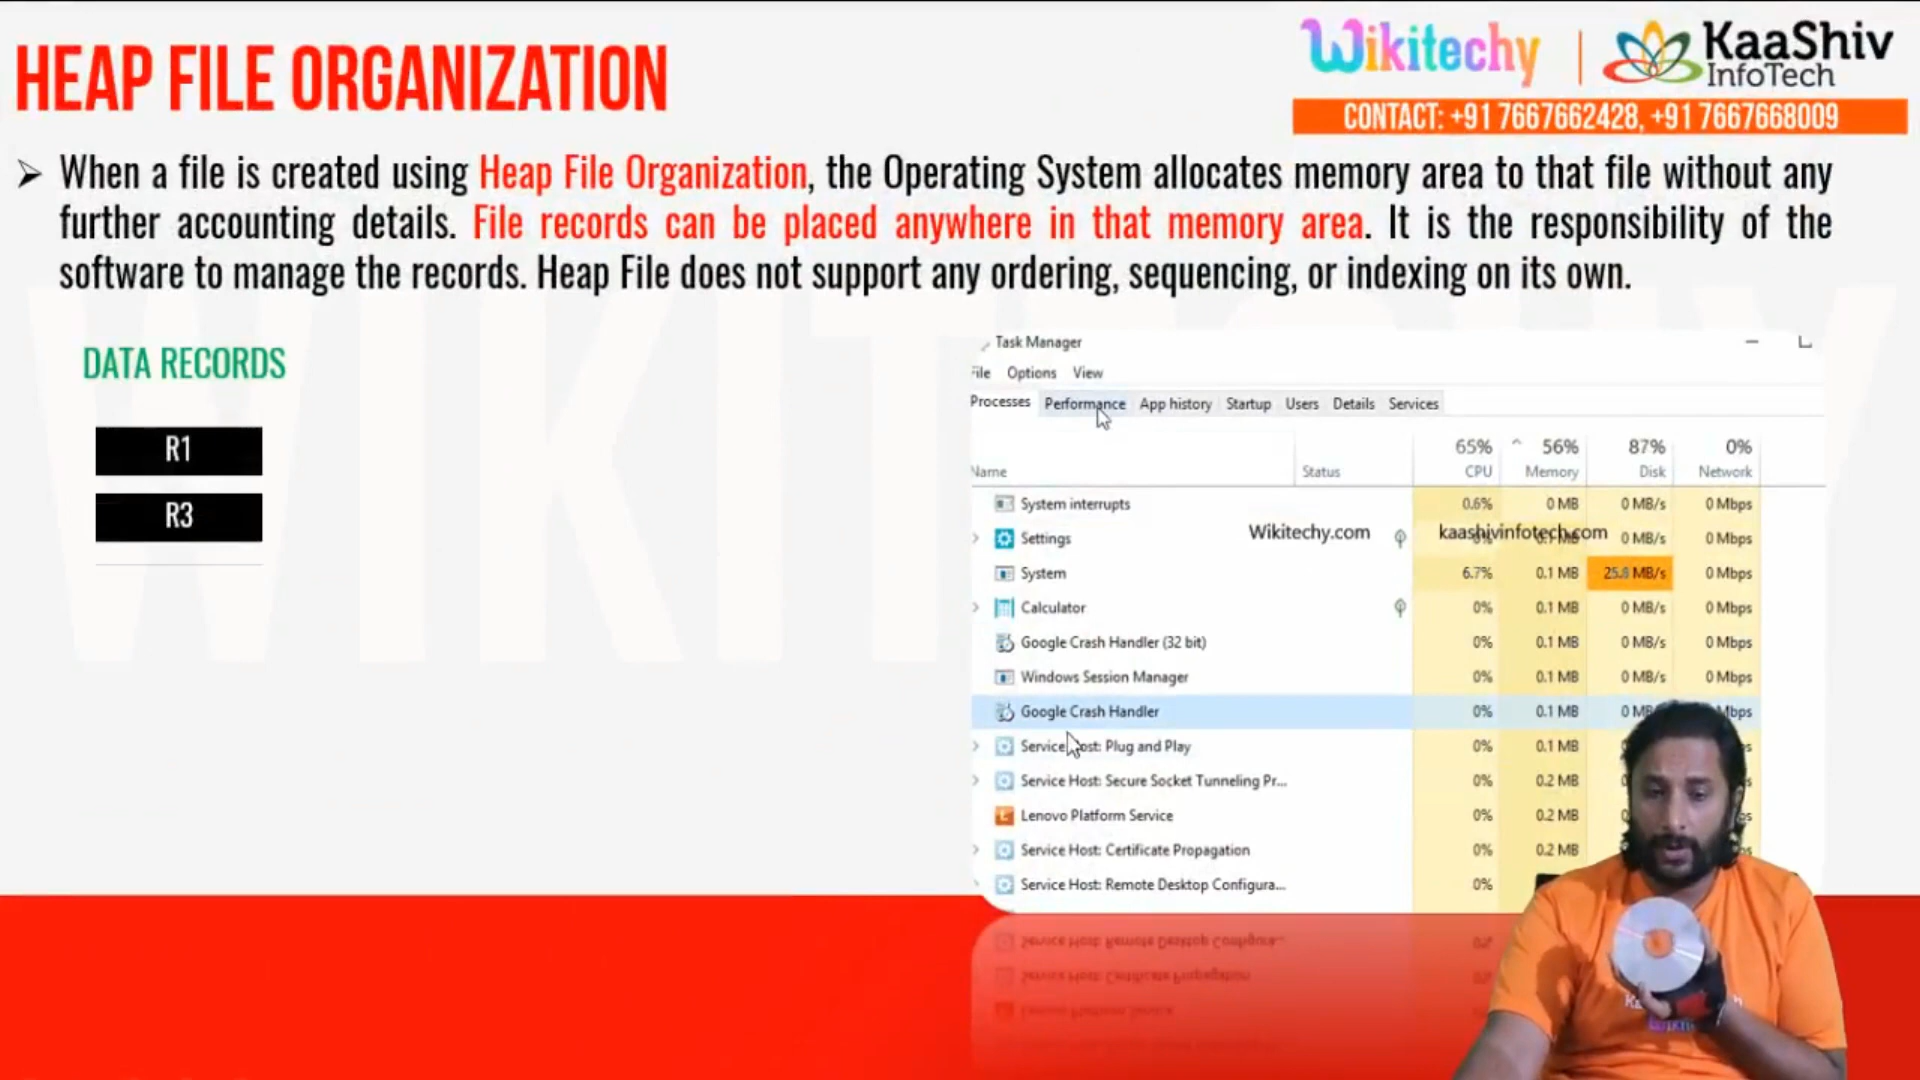 HEAP FILE ORGANIZATION
Wikitechy
KaaShiv
InfoTech
CONTACT: +91 7667662428, +91 7667668009
➢ When a file is created using Heap File Organization, the Operating System allocates memory area to that file without any
further accounting details. File records can be placed anywhere in that memory area. It is the responsibility of the
software to manage the records. Heap File does not support any ordering, sequencing, or indexing on its own.
WIKITECHY
DATA RECORDS
R1
R3
Task Manager
File Options View
Processes Performance App history Startup Users Details Services
65% 56% 87% 0%
Name Status CPU Memory Disk Network
System interrupts 0.6% 0 MB 0 MB/s 0 Mbps
Wikitechy.com kaashivinfotech.com
Settings 0% 0.1 MB 0 MB/s 0 Mbps
System 6.7% 0.1 MB 25.8 MB/s 0 Mbps
Calculator 0% 0.1 MB 0 MB/s 0 Mbps
Google Crash Handler (32 bit) 0% 0.1 MB 0 MB/s 0 Mbps
Windows Session Manager 0% 0.1 MB 0 MB/s 0 Mbps
Google Crash Handler 0% 0.1 MB 0 Mbps
Service Host: Plug and Play 0% 0.1 MB
Service Host: Secure Socket Tunneling Pr... 0% 0.2 MB
Lenovo Platform Service 0% 0.2 MB
Service Host: Certificate Propagation 0% 0.2 MB
Service Host: Remote Desktop Configura... 0%